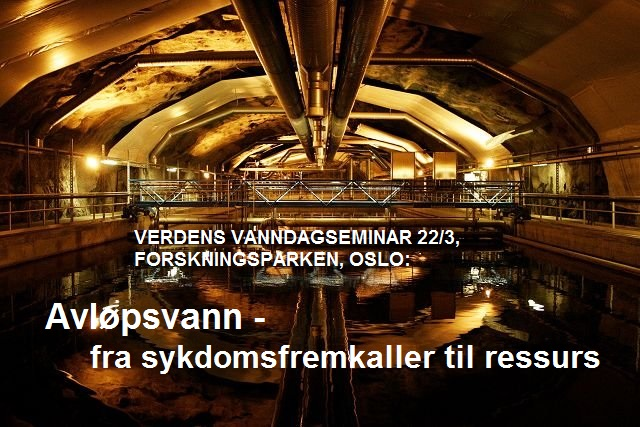 VERDENS VANNDAGSEMINAR 22/3,
FORSKNINGSPARKEN, OSLO:
Avløpsvann -
fra sykdomsfremkaller til ressurs